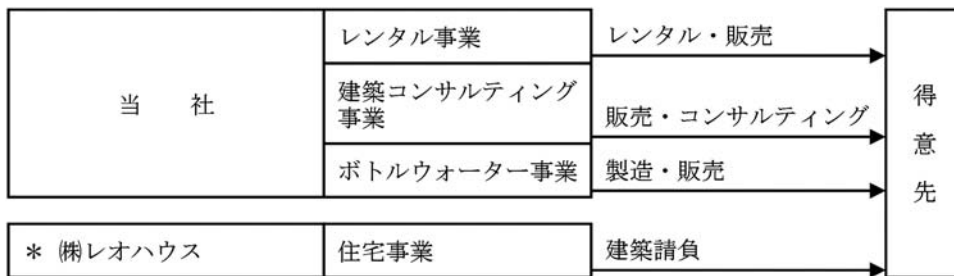 当　社
レンタル事業
レンタル・販売
建築コンサルティング
事業
販売・コンサルティング
ボトルウォーター事業
製造・販売
得意先
＊ ㈱レオハウス
住宅事業
建築請負